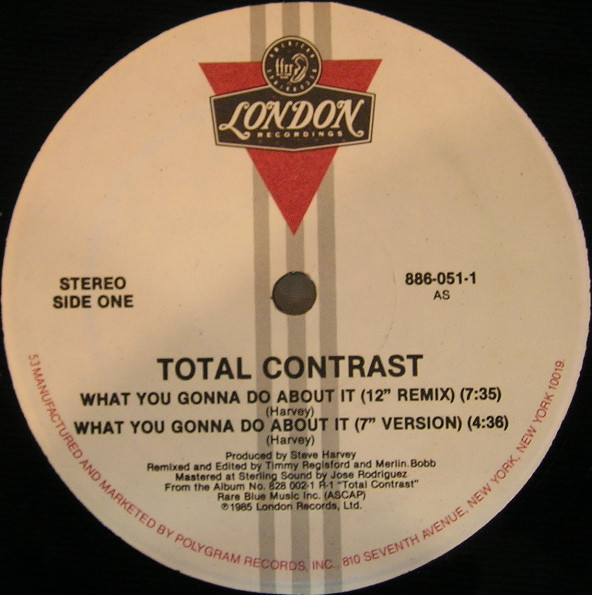 AMERICAN
LONDON
RECORDINGS
STEREO
SIDE ONE
886-051-1
AS
TOTAL CONTRAST
WHAT YOU GONNA DO ABOUT IT (12” REMIX) (7:35)
(Harvey)
WHAT YOU GONNA DO ABOUT IT (7” VERSION) (4:36)
(Harvey)
Produced by Steve Harvey
Remixed and Edited by Timmy Regisford and Merlin Bobb
Mastered at Sterling Sound by Jose Rodriguez
From the Album No. 828 002-1 R-1 “Total Contrast”
Rare Blue Music Inc. (ASCAP)
℗1985 London Records, Ltd.
53 MANUFACTURED AND MARKETED BY POLYGRAM RECORDS, INC., 810 SEVENTH AVENUE, NEW YORK, NEW YORK 10019.